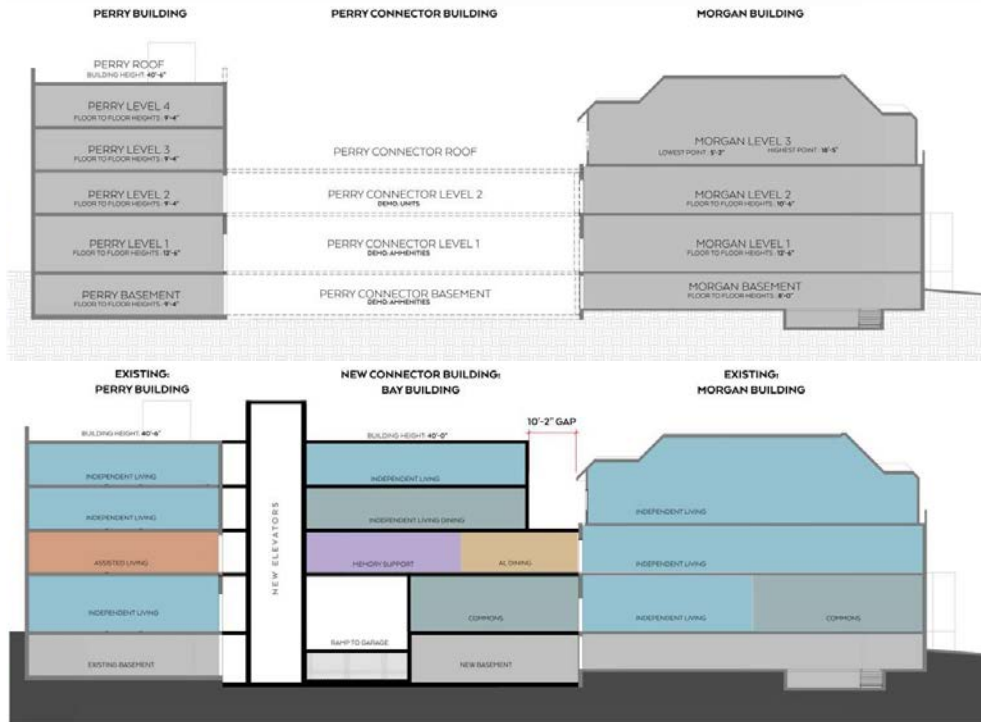 PERRY BUILDING
PERRY CONNECTOR BUILDING
MORGAN BUILDING
PERRY ROOF
BUILDING HEIGHT: 40'-6"
PERRY LEVEL 4
FLOOR TO FLOOR HEIGHTS : 9'-4"
PERRY LEVEL 3
FLOOR TO FLOOR HEIGHTS : 9'-4"
PERRY CONNECTOR ROOF
MORGAN LEVEL 3
LOWEST POINT : 5'-2"
HIGHEST POINT : 18'-5"
PERRY LEVEL 2
FLOOR TO FLOOR HEIGHTS : 9'-4"
PERRY CONNECTOR LEVEL 2
DEMO: UNITS
MORGAN LEVEL 2
FLOOR TO FLOOR HEIGHTS : 10'-6"
PERRY LEVEL 1
FLOOR TO FLOOR HEIGHTS : 12'-6"
PERRY CONNECTOR LEVEL 1
DEMO: AMMENITIES
MORGAN LEVEL 1
FLOOR TO FLOOR HEIGHTS : 12'-6"
PERRY BASEMENT
FLOOR TO FLOOR HEIGHTS : 9'-4"
PERRY CONNECTOR BASEMENT
DEMO: AMMENITIES
MORGAN BASEMENT
FLOOR TO FLOOR HEIGHTS : 8'-0"
EXISTING:
PERRY BUILDING
NEW CONNECTOR BUILDING:
BAY BUILDING
EXISTING:
MORGAN BUILDING
BUILDING HEIGHT: 40'-6"
BUILDING HEIGHT: 40'-0"
10'-2" GAP
INDEPENDENT LIVING
INDEPENDENT LIVING
INDEPENDENT LIVING
INDEPENDENT LIVING DINING
INDEPENDENT LIVING
NEW ELEVATORS
ASSISTED LIVING
MEMORY SUPPORT
AL DINING
INDEPENDENT LIVING
INDEPENDENT LIVING
COMMONS
INDEPENDENT LIVING
COMMONS
RAMP TO GARAGE
EXISTING BASEMENT
NEW BASEMENT